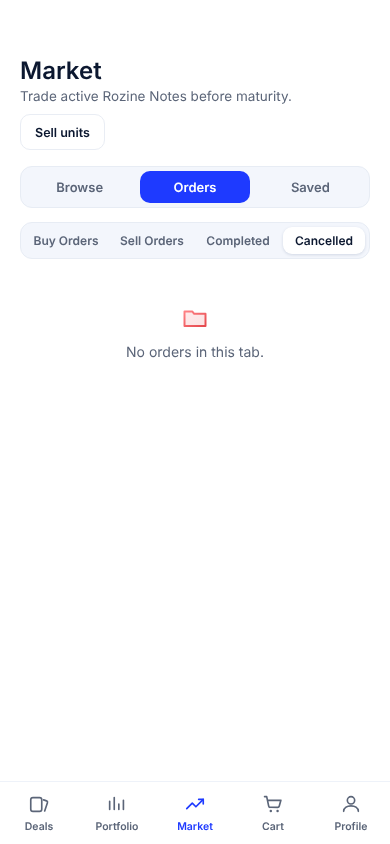 Market
Trade active Rozine Notes before maturity.
Sell units
Browse Orders Saved
Buy Orders Sell Orders Completed Cancelled
No orders in this tab.
Deals Portfolio Market Cart Profile